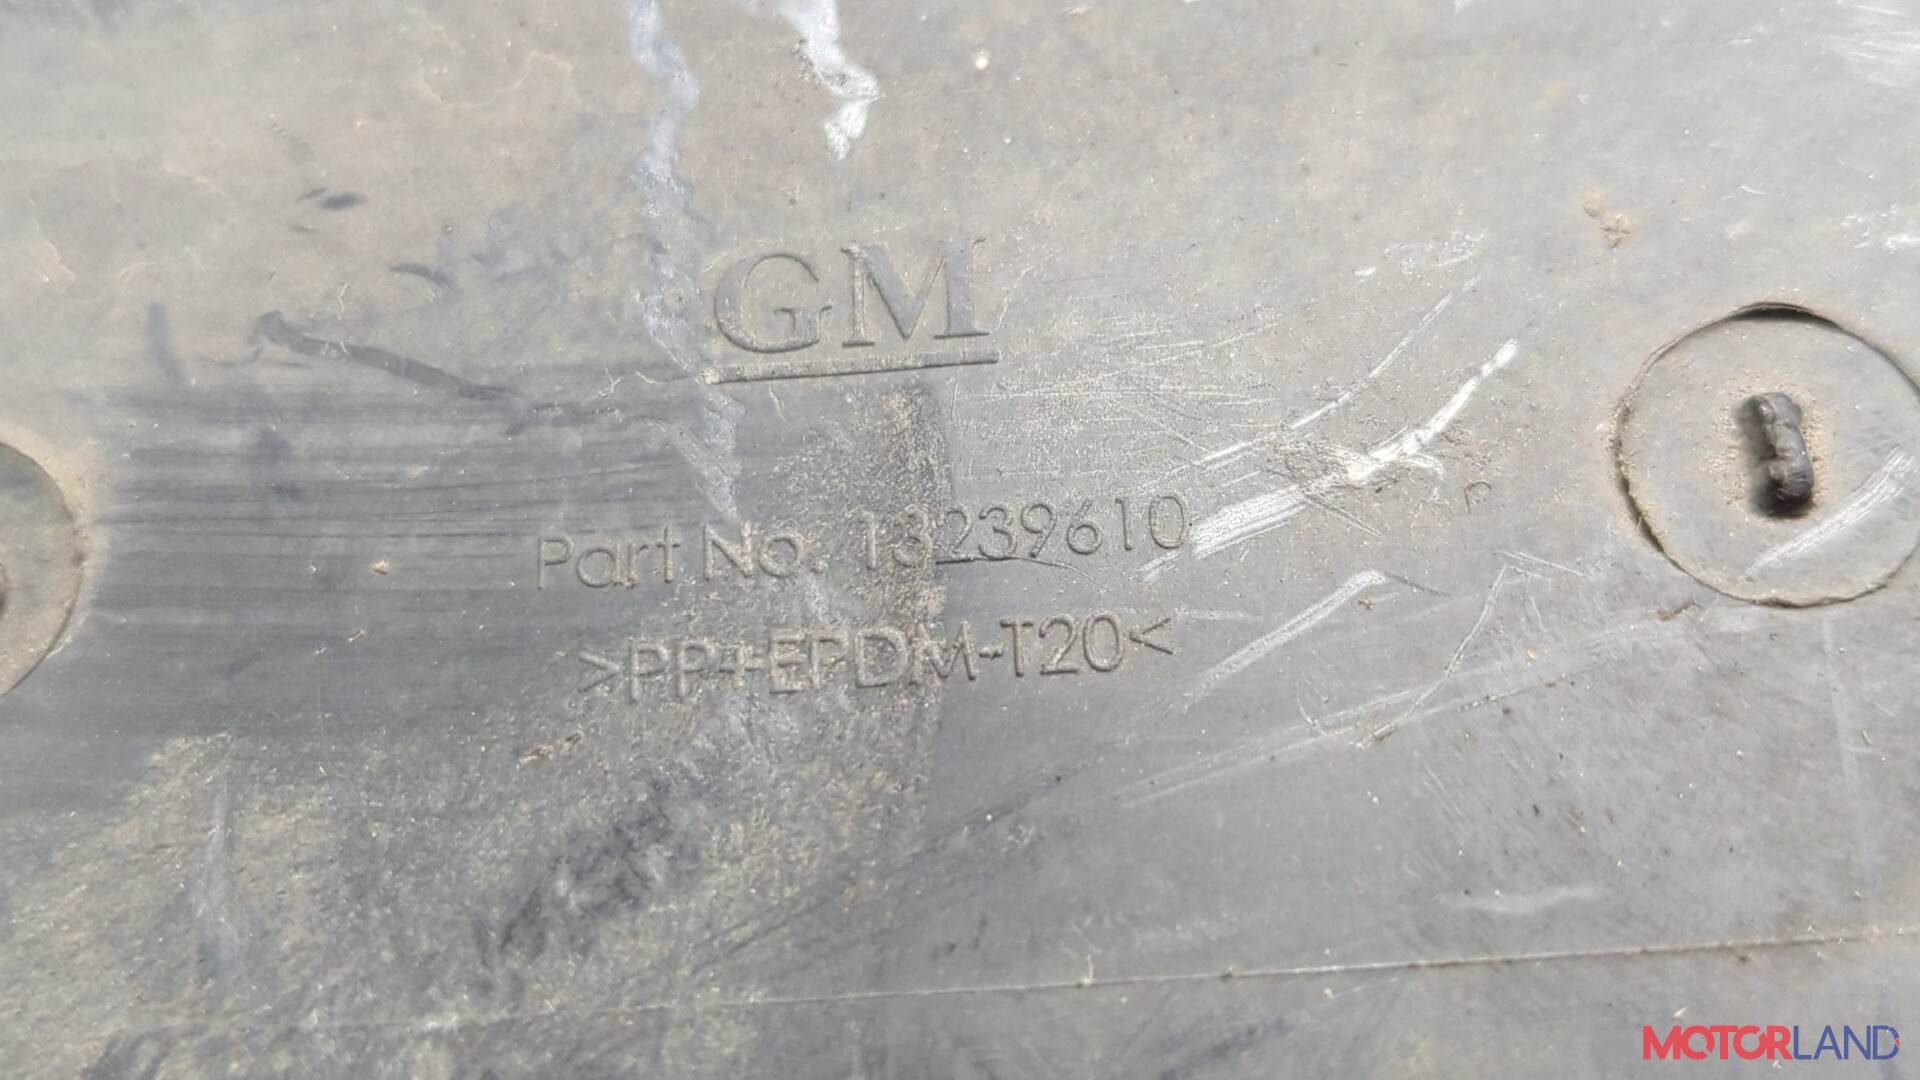 GM
Part No. 13239610
>PP+EPDM-T20<
MOTORLAND